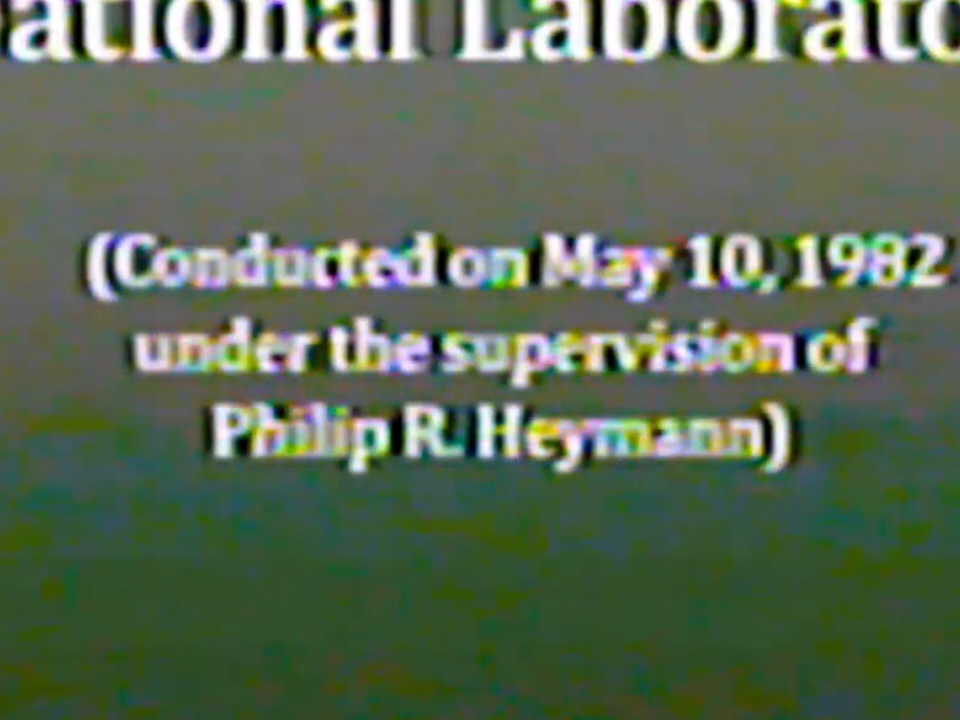 ational Laborato
(Conducted on May 10, 1982
under the supervision of
Philip R. Heymann)